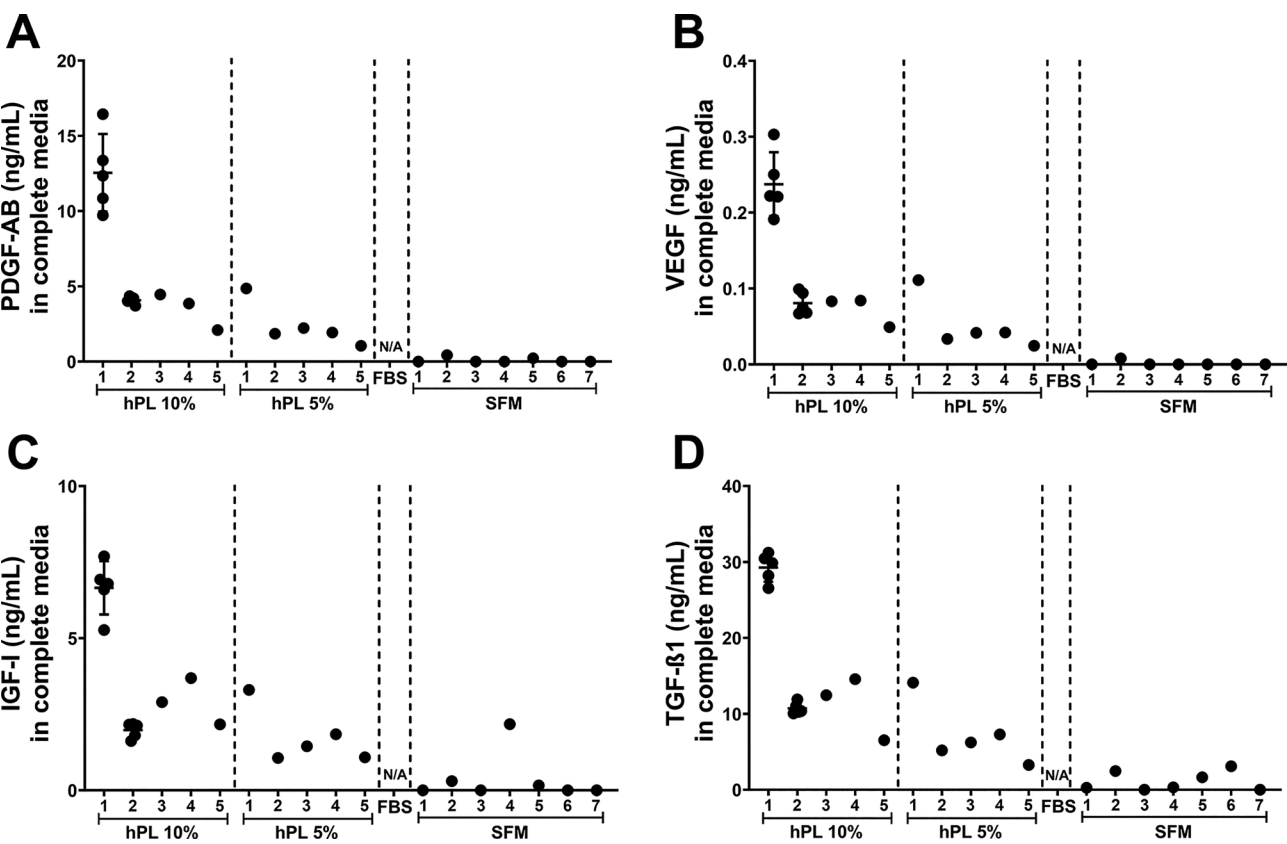 A
PDGF-AB (ng/mL)
in complete media
20
15
10
5
0
N/A
1 2 3 4 5 1 2 3 4 5 FBS 1 2 3 4 5 6 7
hPL 10% hPL 5% SFM
B
VEGF (ng/mL)
in complete media
0.4
0.3
0.2
0.1
0.0
N/A
1 2 3 4 5 1 2 3 4 5 FBS 1 2 3 4 5 6 7
hPL 10% hPL 5% SFM
C
IGF-I (ng/mL)
in complete media
10
5
0
N/A
1 2 3 4 5 1 2 3 4 5 FBS 1 2 3 4 5 6 7
hPL 10% hPL 5% SFM
D
TGF-ß1 (ng/mL)
in complete media
40
30
20
10
0
N/A
1 2 3 4 5 1 2 3 4 5 FBS 1 2 3 4 5 6 7
hPL 10% hPL 5% SFM